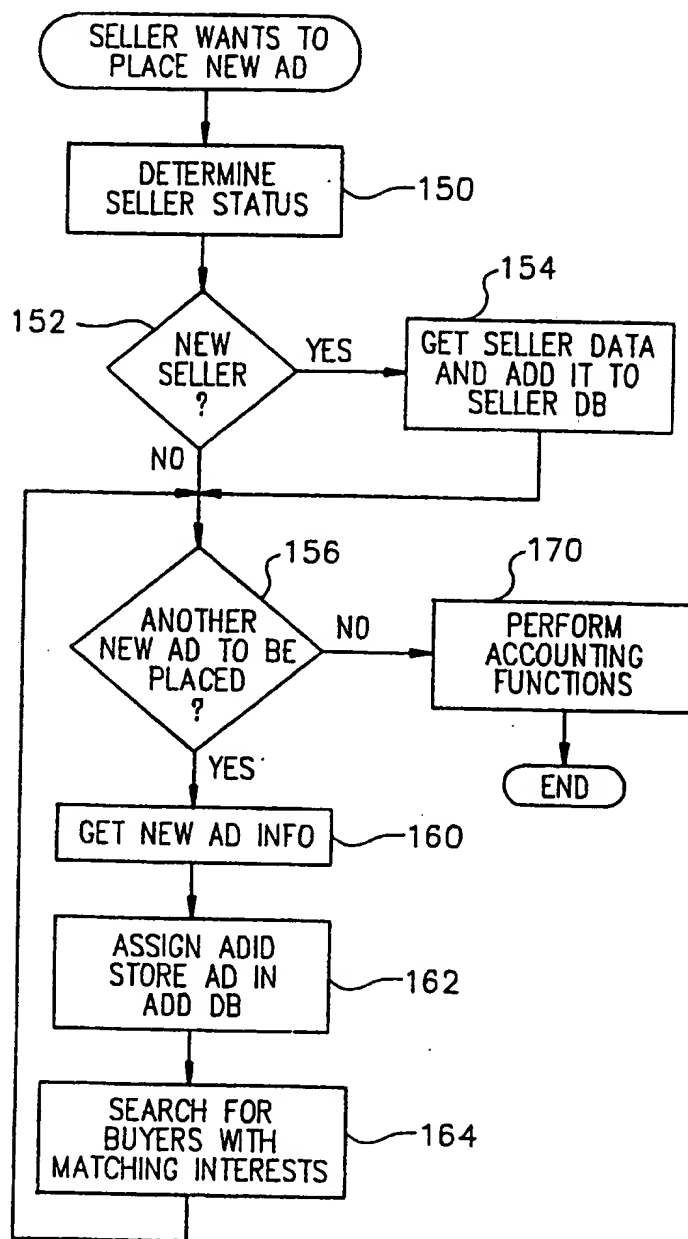 SELLER WANTS TO
PLACE NEW AD
DETERMINE
SELLER STATUS
150
152
NEW
SELLER
?
YES
154
GET SELLER DATA
AND ADD IT TO
SELLER DB
NO
156
ANOTHER
NEW AD TO BE
PLACED
?
NO
170
PERFORM
ACCOUNTING
FUNCTIONS
END
YES
GET NEW AD INFO
160
ASSIGN ADID
STORE AD IN
ADD DB
162
SEARCH FOR
BUYERS WITH
MATCHING INTERESTS
164